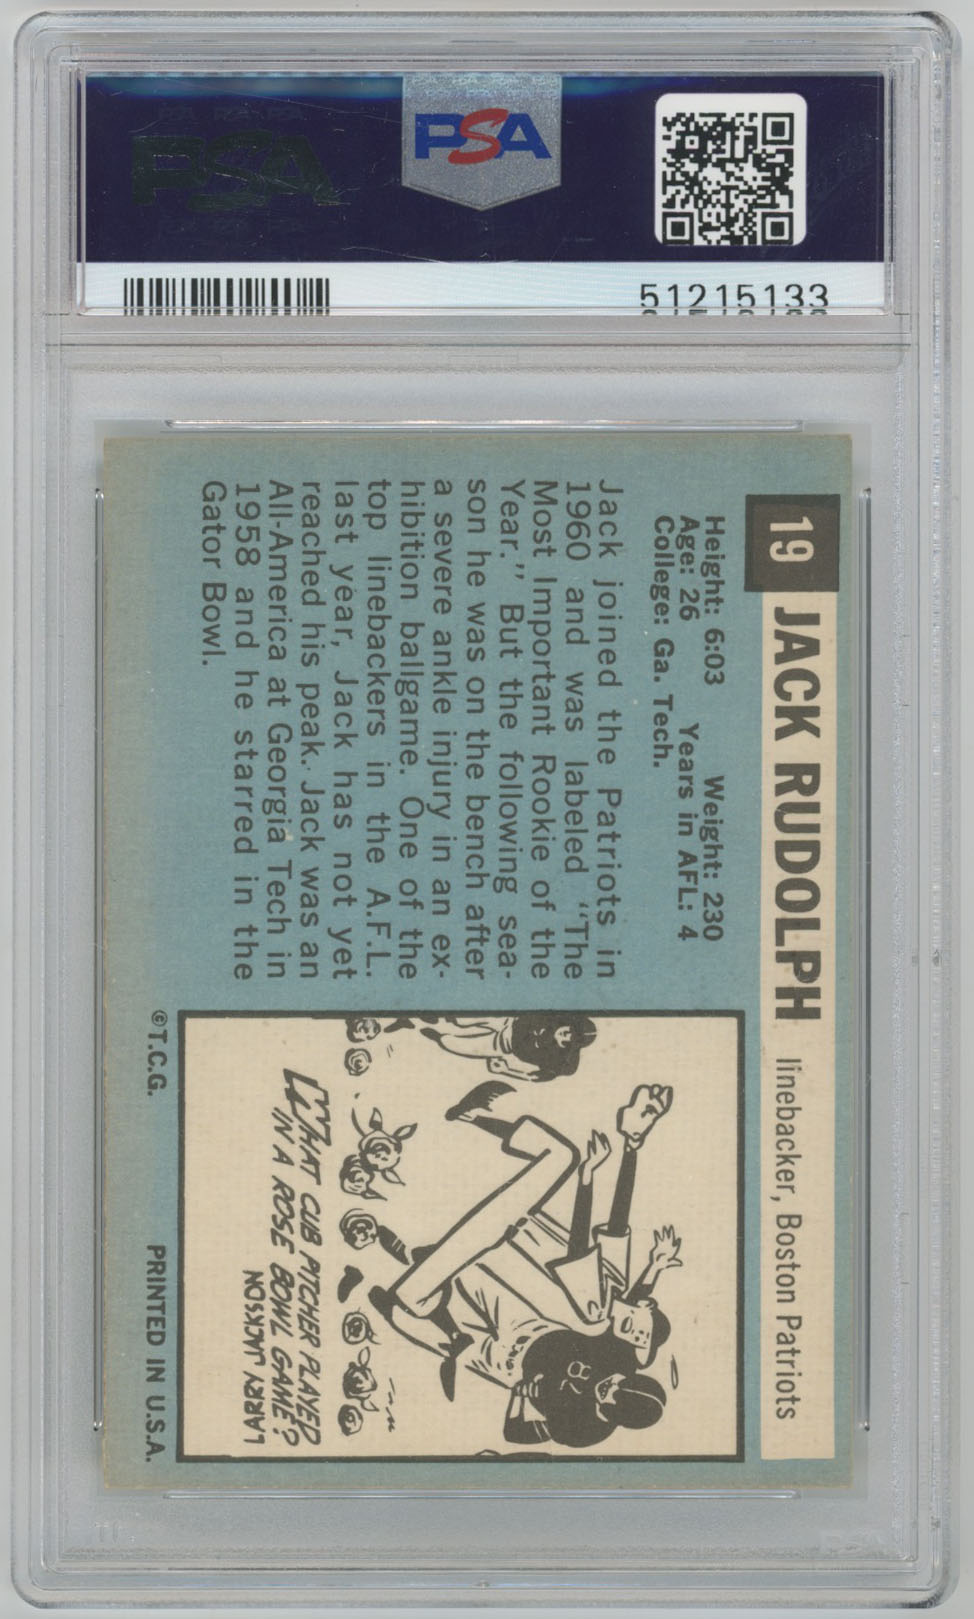 PSA PSA PSA
PSA
PSA
51215133
19 JACK RUDOLPH linebacker, Boston Patriots
Height: 6:03 Weight: 230
Age: 26 Years in AFL: 4
College: Ga. Tech.
Jack joined the Patriots in
1960 and was labeled "The
Most Important Rookie of the
Year." But the following sea-
son he was on the bench after
a severe ankle injury in an ex-
hibition ballgame. One of the
top linebackers in the A.F.L.
last year, Jack has not yet
reached his peak. Jack was an
All-America at Georgia Tech in
1958 and he starred in the
Gator Bowl.
78
WHAT CUB PITCHER PLAYED
IN A ROSE BOWL GAME?
LARRY JACKSON
©T.C.G. PRINTED IN U.S.A.